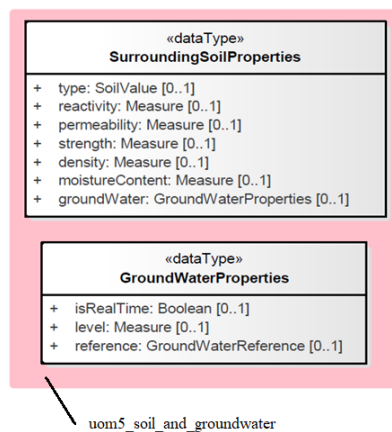 «dataType»
SurroundingSoilProperties
+ type: SoilValue [0..1]
+ reactivity: Measure [0..1]
+ permeability: Measure [0..1]
+ strength: Measure [0..1]
+ density: Measure [0..1]
+ moistureContent: Measure [0..1]
+ groundWater: GroundWaterProperties [0..1]
«dataType»
GroundWaterProperties
+ isRealTime: Boolean [0..1]
+ level: Measure [0..1]
+ reference: GroundWaterReference [0..1]
uom5_soil_and_groundwater